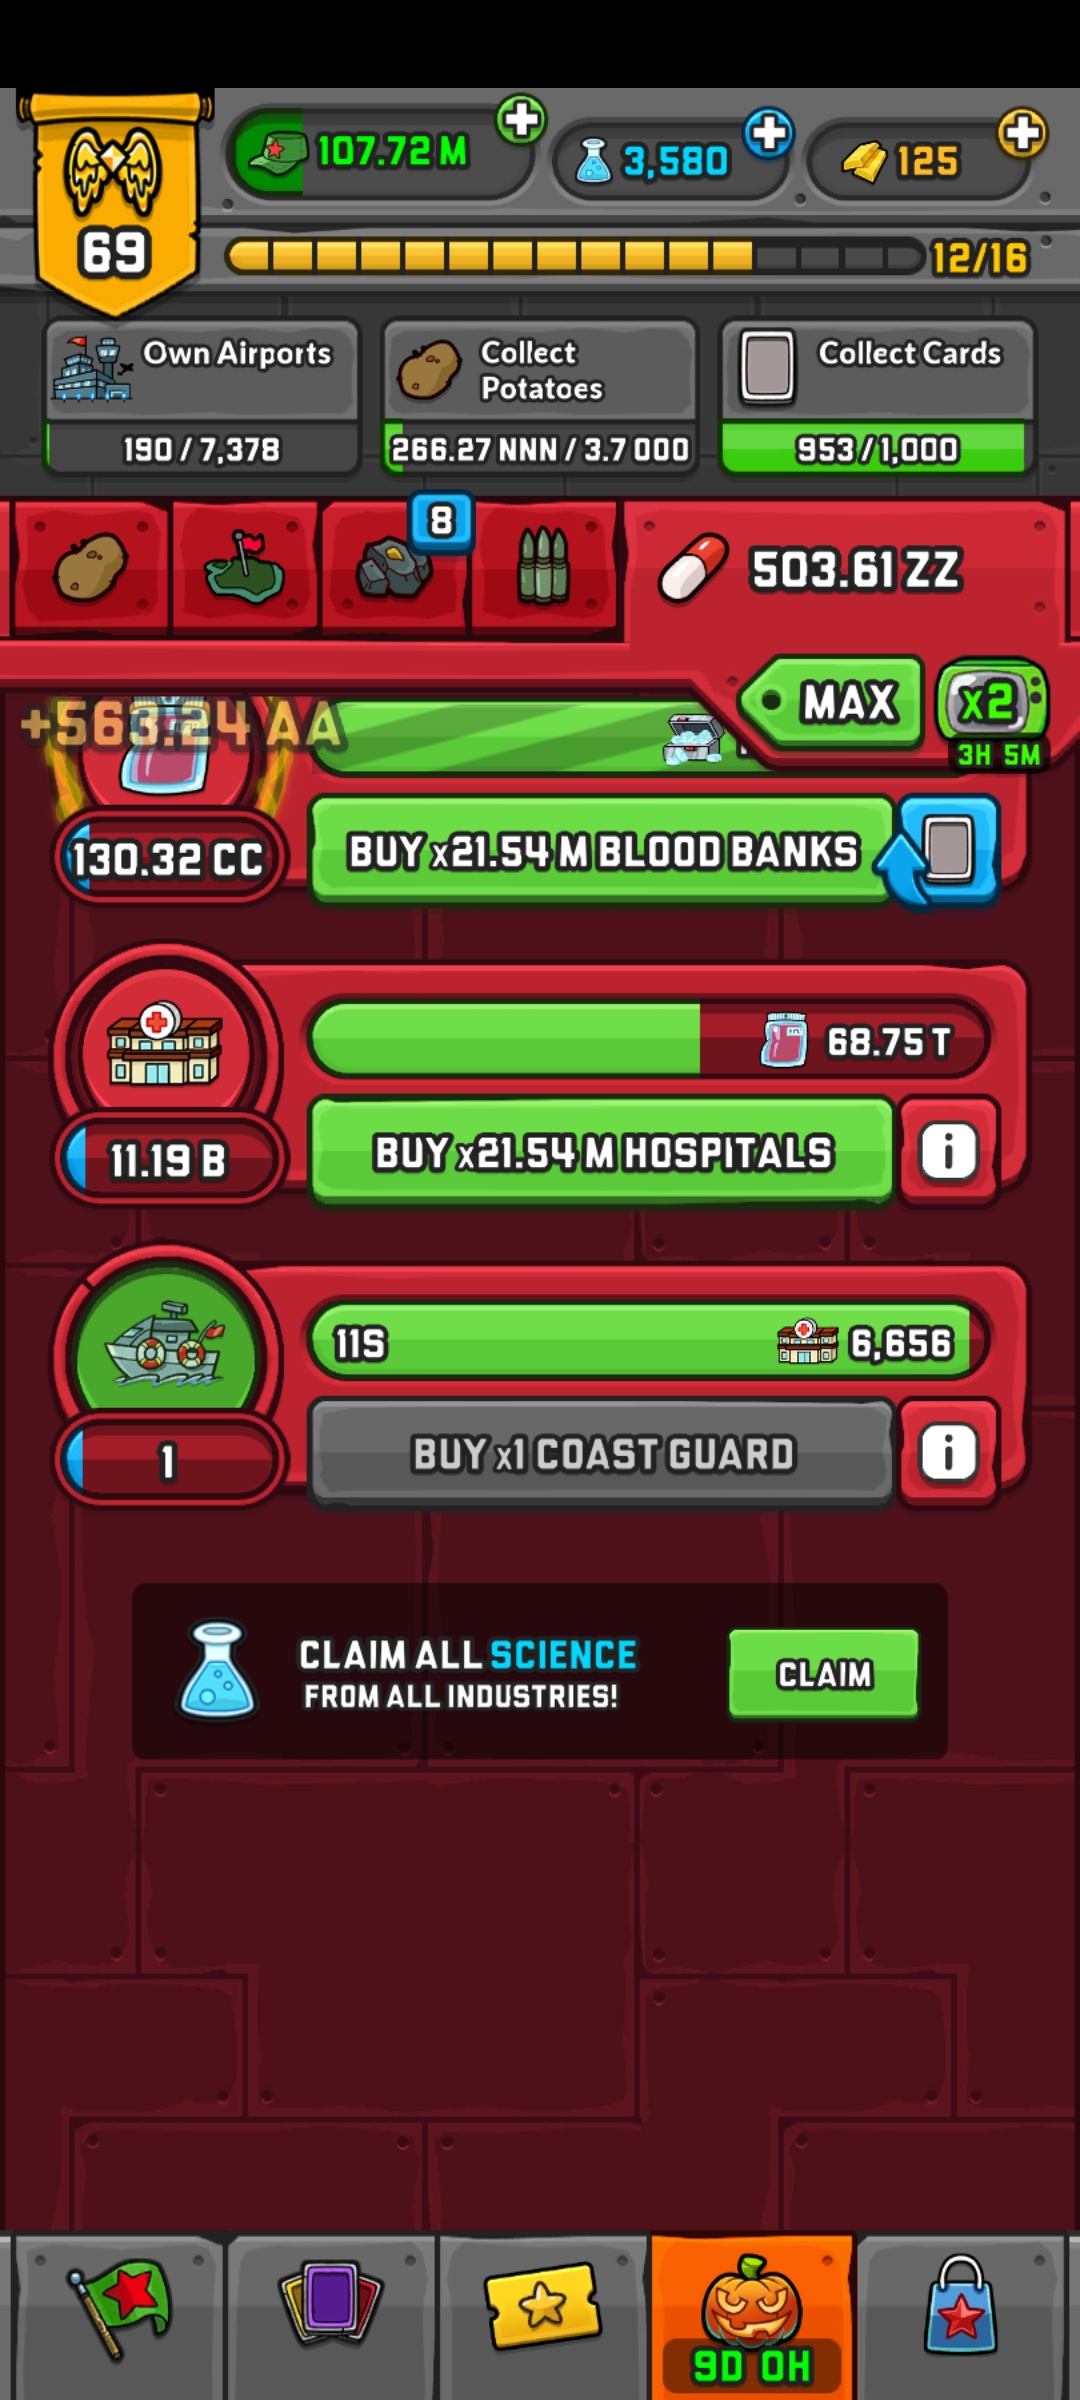 107.72 M
3,580
125
69
12/16
Own Airports
190 / 7,378
Collect
Potatoes
266.27 NNN / 3.7 OOO
Collect Cards
953 / 1,000
8
503.61 ZZ
MAX
x2
3H 5M
+563.24 AA
130.32 CC
BUY x21.54 M BLOOD BANKS
68.75 T
11.19 B
BUY x21.54 M HOSPITALS
i
11S
6,656
1
BUY x1 COAST GUARD
i
CLAIM ALL SCIENCE
FROM ALL INDUSTRIES!
CLAIM
9D 0H